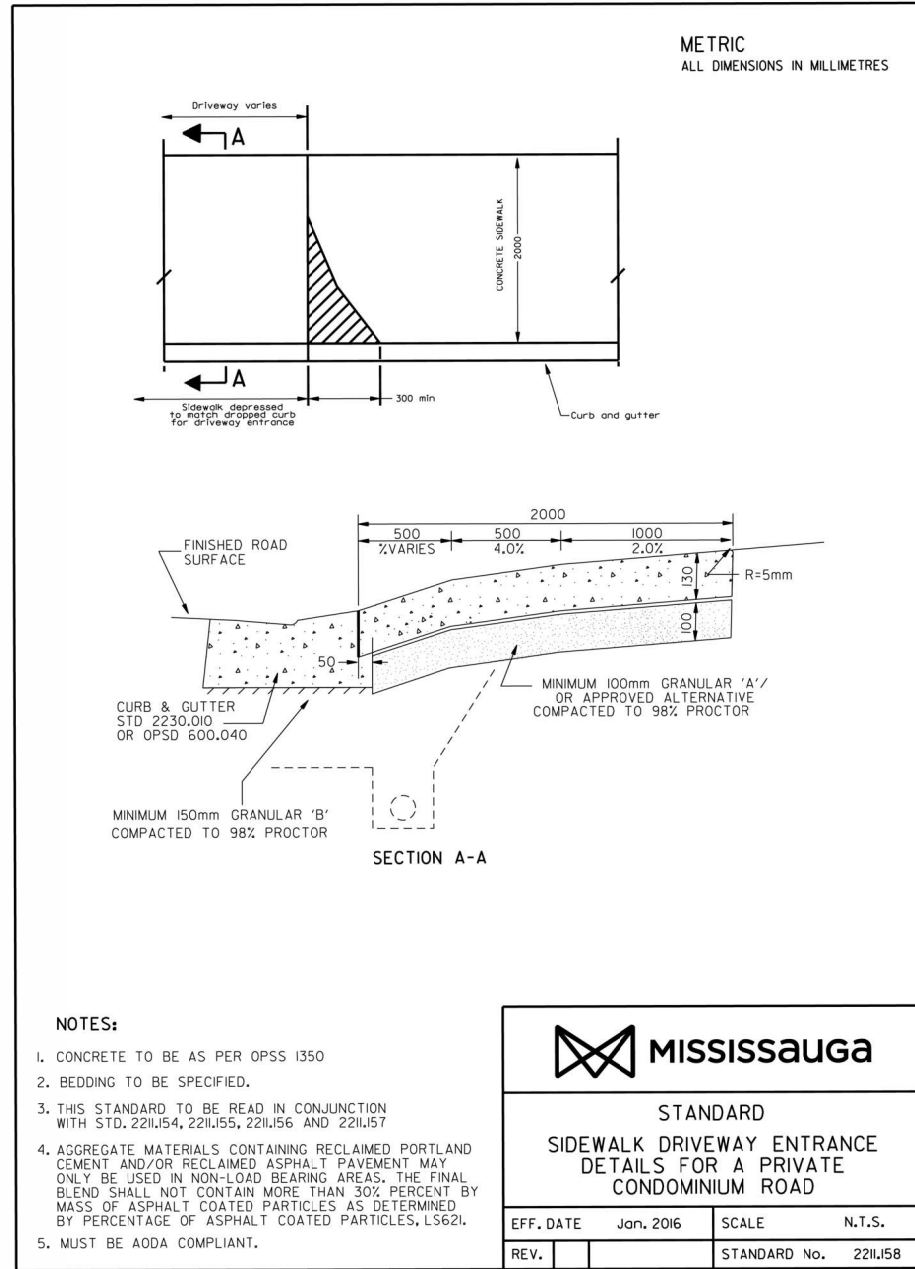 METRIC
ALL DIMENSIONS IN MILLIMETRES
Driveway varies
A
CONCRETE SIDEWALK
2000
A
300 min
Sidewalk depressed
to match dropped curb
for driveway entrance
Curb and gutter
2000
500
500
1000
%VARIES
4.0%
2.0%
FINISHED ROAD
SURFACE
130
R=5mm
100
50
CURB & GUTTER
STD 2230.010
OR OPSD 600.040
MINIMUM 100mm GRANULAR 'A'/
OR APPROVED ALTERNATIVE
COMPACTED TO 98% PROCTOR
MINIMUM 150mm GRANULAR 'B'
COMPACTED TO 98% PROCTOR
SECTION A-A
NOTES:
1. CONCRETE TO BE AS PER OPSS 1350
2. BEDDING TO BE SPECIFIED.
3. THIS STANDARD TO BE READ IN CONJUNCTION
WITH STD. 2211.154, 2211.155, 2211.156 AND 2211.157
4. AGGREGATE MATERIALS CONTAINING RECLAIMED PORTLAND
CEMENT AND/OR RECLAIMED ASPHALT PAVEMENT MAY
ONLY BE USED IN NON-LOAD BEARING AREAS. THE FINAL
BLEND SHALL NOT CONTAIN MORE THAN 30% PERCENT BY
MASS OF ASPHALT COATED PARTICLES AS DETERMINED
BY PERCENTAGE OF ASPHALT COATED PARTICLES, LS621.
5. MUST BE AODA COMPLIANT.
MISSISSAUGA
STANDARD
SIDEWALK DRIVEWAY ENTRANCE
DETAILS FOR A PRIVATE
CONDOMINIUM ROAD
EFF. DATE Jan. 2016 SCALE N.T.S.
REV. STANDARD No. 2211.158